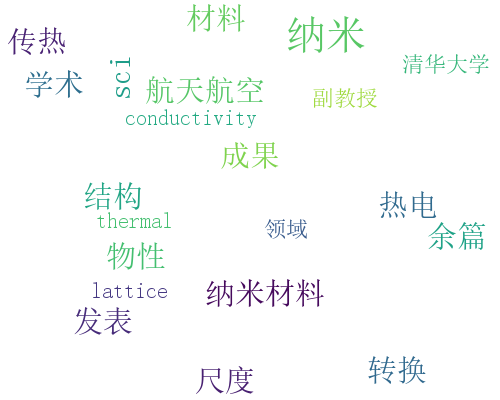 材料
纳米
传热
清华大学
学术
sci
航天航空
副教授
conductivity
成果
结构
热电
thermal
领域
余篇
物性
lattice
纳米材料
发表
转换
尺度